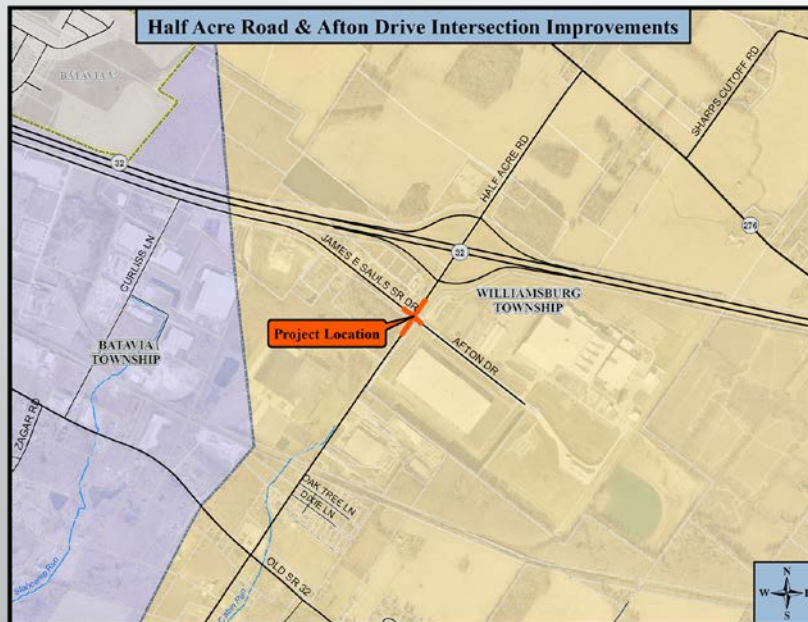 Half Acre Road & Afton Drive Intersection Improvements
BATAVIA
SHARPS CUTOFF RD
32
HALF ACRE RD
276
CURLISS LN
JAMES E SAULS SR DR
32
WILLIAMSBURG
TOWNSHIP
Project Location
BATAVIA
TOWNSHIP
AFTON DR
ZAGAR RD
OAK TREE LN
DIXIE LN
OLD SR 32
Cabin Run
N
W
E
S